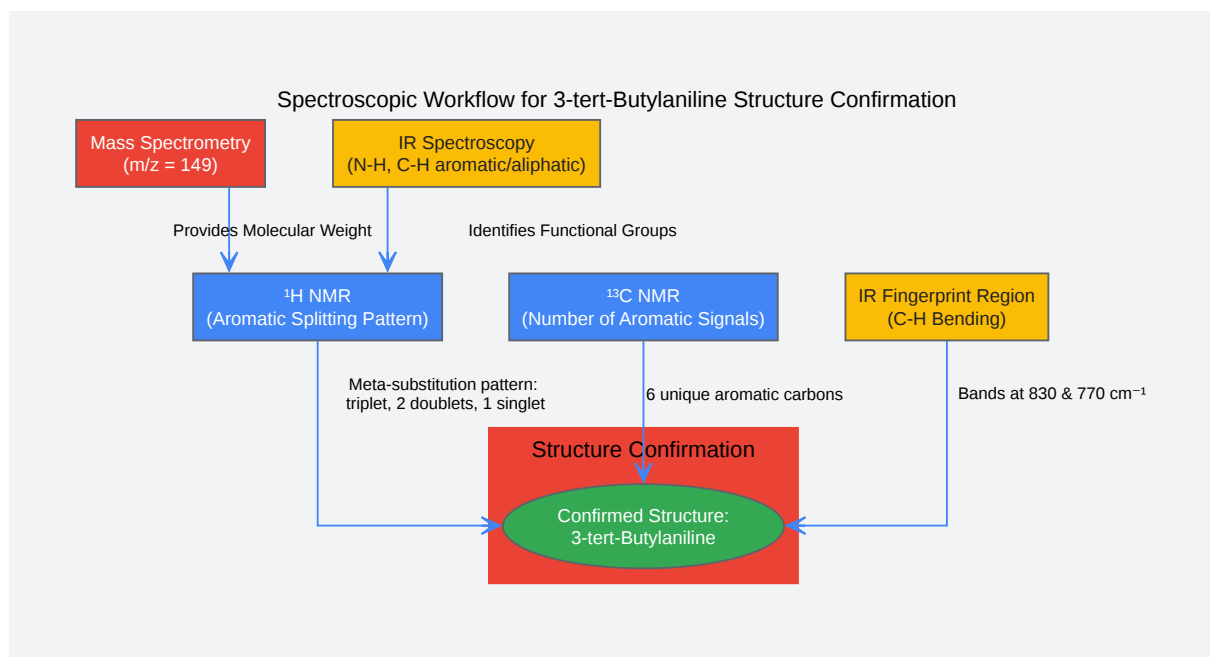 Spectroscopic Workflow for 3-tert-Butylaniline Structure Confirmation
Mass Spectrometry
(m/z = 149)
IR Spectroscopy
(N-H, C-H aromatic/aliphatic)
Provides Molecular Weight
Identifies Functional Groups
¹H NMR
(Aromatic Splitting Pattern)
¹³C NMR
(Number of Aromatic Signals)
IR Fingerprint Region
(C-H Bending)
Meta-substitution pattern:
triplet, 2 doublets, 1 singlet
6 unique aromatic carbons
Bands at 830 & 770 cm⁻¹
Structure Confirmation
Confirmed Structure:
3-tert-Butylaniline